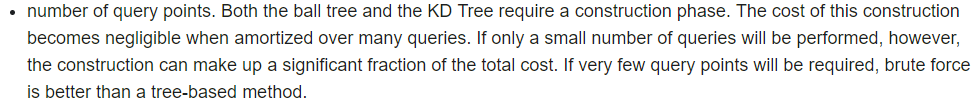 • number of query points. Both the ball tree and the KD Tree require a construction phase. The cost of this construction
becomes negligible when amortized over many queries. If only a small number of queries will be performed, however,
the construction can make up a significant fraction of the total cost. If very few query points will be required, brute force
is better than a tree-based method.